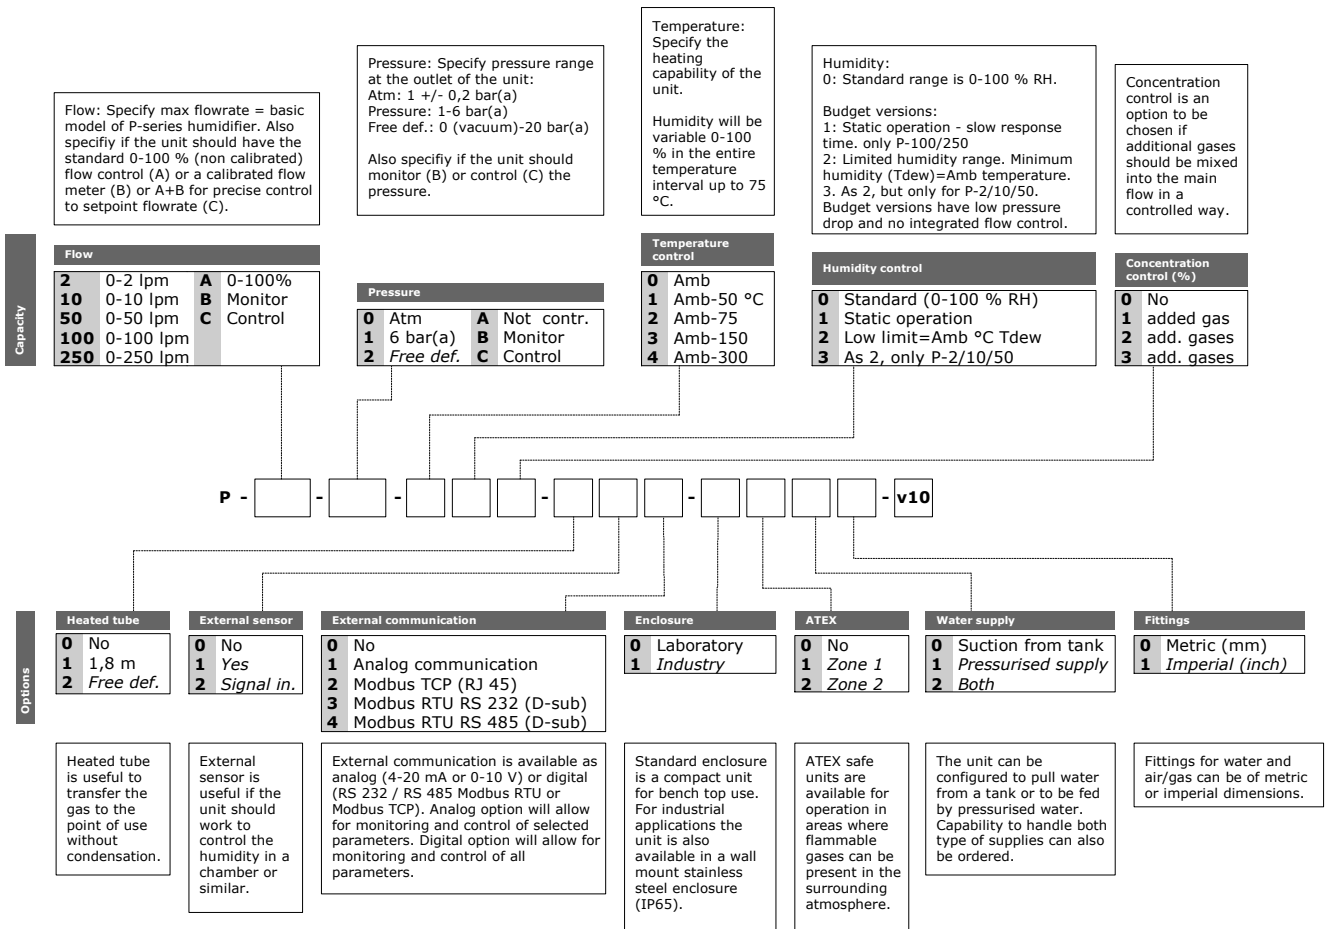 Flow: Specify max flowrate = basic
model of P-series humidifier. Also
specifiy if the unit should have the
standard 0-100 % (non calibrated)
flow control (A) or a calibrated flow
meter (B) or A+B for precise control
to setpoint flowrate (C).
Pressure: Specify pressure range
at the outlet of the unit:
Atm: 1 +/- 0,2 bar(a)
Pressure: 1-6 bar(a)
Free def.: 0 (vacuum)-20 bar(a)
Also specifiy if the unit should
monitor (B) or control (C) the
pressure.
Temperature:
Specify the
heating
capability of the
unit.
Humidity will be
variable 0-100
% in the entire
temperature
interval up to 75
°C.
Humidity:
0: Standard range is 0-100 % RH.
Budget versions:
1: Static operation - slow response
time. only P-100/250
2: Limited humidity range. Minimum
humidity (Tdew)=Amb temperature.
3. As 2, but only for P-2/10/50.
Budget versions have low pressure
drop and no integrated flow control.
Concentration
control is an
option to be
chosen if
additional gases
should be mixed
into the main
flow in a
controlled way.
Capacity
Flow
2 0-2 lpm A 0-100%
10 0-10 lpm B Monitor
50 0-50 lpm C Control
100 0-100 lpm
250 0-250 lpm
Pressure
0 Atm A Not contr.
1 6 bar(a) B Monitor
2 Free def. C Control
Temperature
control
0 Amb
1 Amb-50 °C
2 Amb-75
3 Amb-150
4 Amb-300
Humidity control
0 Standard (0-100 % RH)
1 Static operation
2 Low limit=Amb °C Tdew
3 As 2, only P-2/10/50
Concentration
control (%)
0 No
1 added gas
2 add. gases
3 add. gases
P - - - - - - v10
Options
Heated tube
0 No
1 1,8 m
2 Free def.
External sensor
0 No
1 Yes
2 Signal in.
External communication
0 No
1 Analog communication
2 Modbus TCP (RJ 45)
3 Modbus RTU RS 232 (D-sub)
4 Modbus RTU RS 485 (D-sub)
Enclosure
0 Laboratory
1 Industry
ATEX
0 No
1 Zone 1
2 Zone 2
Water supply
0 Suction from tank
1 Pressurised supply
2 Both
Fittings
0 Metric (mm)
1 Imperial (inch)
Heated tube
is useful to
transfer the
gas to the
point of use
without
condensation.
External
sensor is
useful if the
unit should
work to
control the
humidity in a
chamber or
similar.
External communication is available as
analog (4-20 mA or 0-10 V) or digital
(RS 232 / RS 485 Modbus RTU or
Modbus TCP). Analog option will allow
for monitoring and control of selected
parameters. Digital option will allow for
monitoring and control of all
parameters.
Standard enclosure
is a compact unit
for bench top use.
For industrial
applications the
unit is also
available in a wall
mount stainless
steel enclosure
(IP65).
ATEX safe
units are
available for
operation in
areas where
flammable
gases can be
present in the
surrounding
atmosphere.
The unit can be
configured to pull water
from a tank or to be fed
by pressurised water.
Capability to handle both
type of supplies can also
be ordered.
Fittings for water and
air/gas can be of metric
or imperial dimensions.